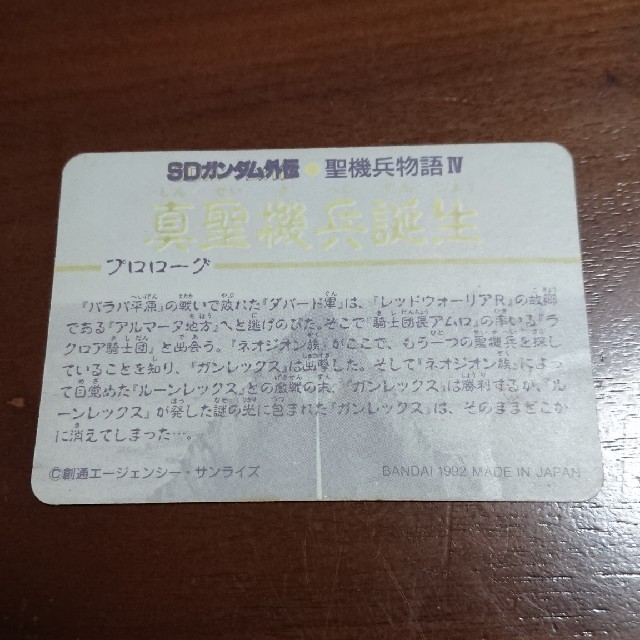 SDガンダム外伝 聖機兵物語 IV
真聖機兵誕生
プロローグ
『バラバ平原』の戦いで敗れた『ダバード軍』は、『レッドウォーリアR』の故郷
である『アルマータ地方』へと逃げのびた。そこで『騎士団長アムロ』の率いる『ラ
クロア騎士団』と出会う。『ネオジオン族』がここで、もう一つの聖機兵を探し
ていることを知り、『ガンレックス』は出撃した。そして『ネオジオン族』によっ
て目覚めた『ルーンレックス』との激戦の末、『ガンレックス』は勝利するが、『ル
ーンレックス』が発した謎の光に包まれた『ガンレックス』は、そのままどこか
に消えてしまった…。
©創通エージェンシー・サンライズ
BANDAI 1992 MADE IN JAPAN